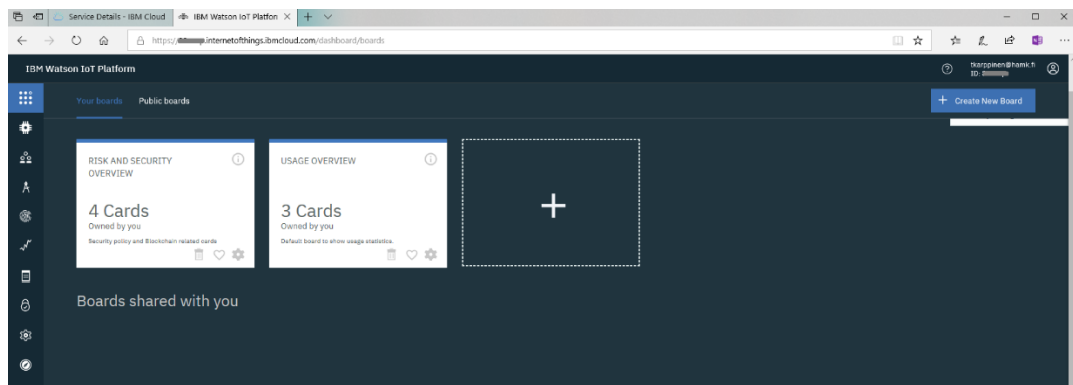 Service Details - IBM Cloud
IBM Watson IoT Platfon
https://.internetofthings.ibmcloud.com/dashboard/boards
IBM Watson IoT Platform
tkarppinen@hamk.fi
ID:
Your boards Public boards
+ Create New Board
RISK AND SECURITY
OVERVIEW
4 Cards
Owned by you
Security policy and Blockchain related cards
USAGE OVERVIEW
3 Cards
Owned by you
Default board to show usage statistics.
Boards shared with you